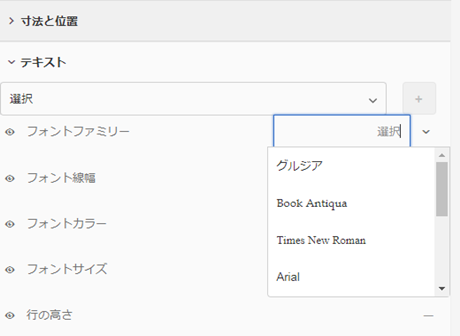 寸法と位置
テキスト
選択
+
フォントファミリー
選択
グルジア
フォント線幅
Book Antiqua
フォントカラー
Times New Roman
フォントサイズ
Arial
行の高さ
—